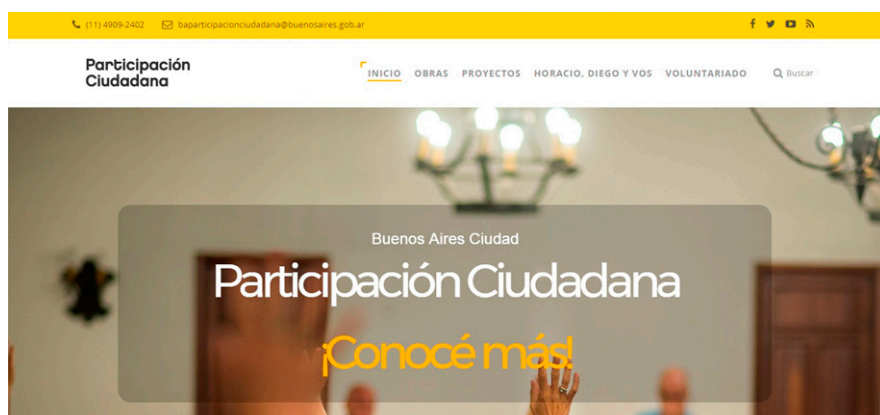 (11) 4909-2402 baparticipacionciudadana@buenosaires.gob.ar
Participación
Ciudadana
INICIO OBRAS PROYECTOS HORACIO, DIEGO Y VOS VOLUNTARIADO Buscar
Buenos Aires Ciudad
Participación Ciudadana
¡Conocé más!